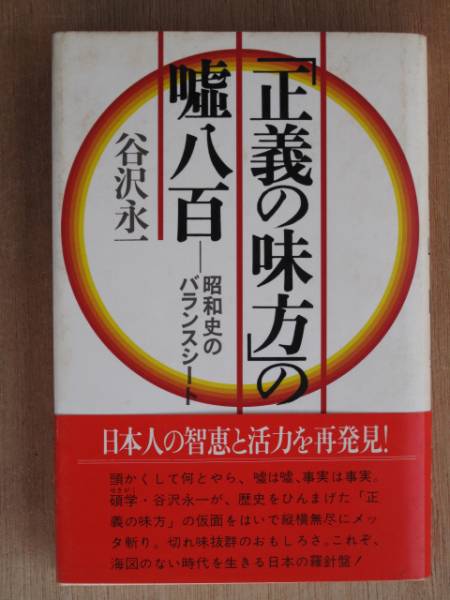 「正義の味方」の
嘘八百――
昭和史の
バランスシート
谷沢永一
日本人の智恵と活力を再発見!
頭かくして何とやら、嘘は嘘、事実は事実。
碩学・谷沢永一が、歴史をひんまげた「正
義の味方」の仮面をはいで縦横無尽にメッ
タ斬り。切れ味抜群のおもしろさ。これぞ、
海図のない時代を生きる日本の羅針盤!